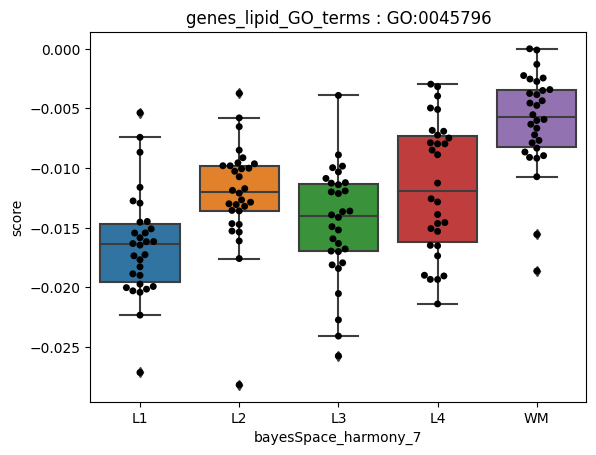 genes_lipid_GO_terms : GO:0045796
0.000
−0.005
−0.010
−0.015
−0.020
−0.025
score
L1 L2 L3 L4 WM
bayesSpace_harmony_7